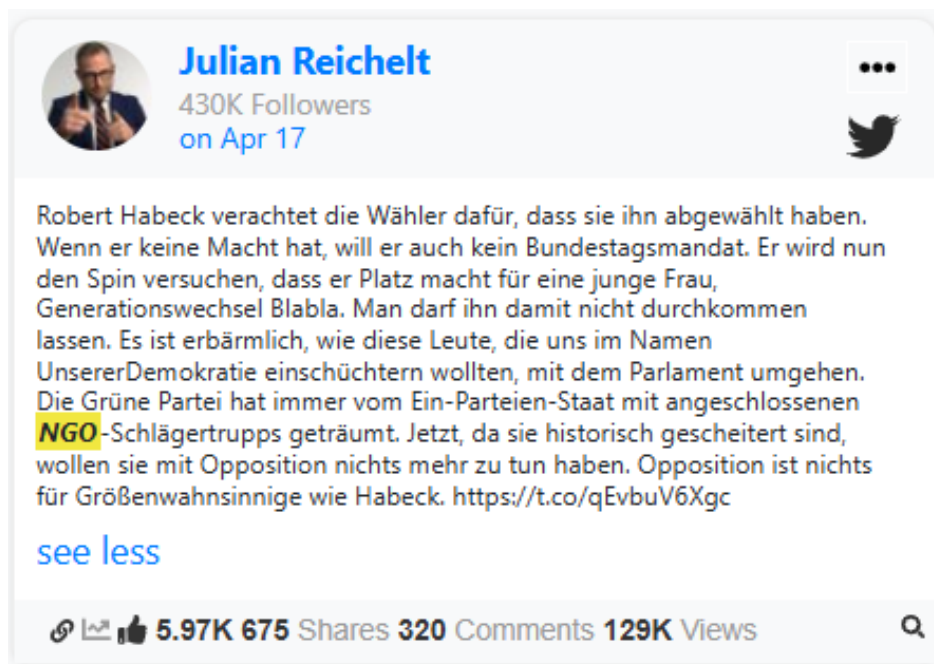 Julian Reichelt
430K Followers
on Apr 17
Robert Habeck verachtet die Wähler dafür, dass sie ihn abgewählt haben.
Wenn er keine Macht hat, will er auch kein Bundestagsmandat. Er wird nun
den Spin versuchen, dass er Platz macht für eine junge Frau,
Generationswechsel Blabla. Man darf ihn damit nicht durchkommen
lassen. Es ist erbärmlich, wie diese Leute, die uns im Namen
UnsererDemokratie einschüchtern wollten, mit dem Parlament umgehen.
Die Grüne Partei hat immer vom Ein-Parteien-Staat mit angeschlossenen
NGO-Schlägertrupps geträumt. Jetzt, da sie historisch gescheitert sind,
wollen sie mit Opposition nichts mehr zu tun haben. Opposition ist nichts
für Größenwahnsinnige wie Habeck. https://t.co/qEvbuV6Xgc
see less
5.97K 675 Shares 320 Comments 129K Views